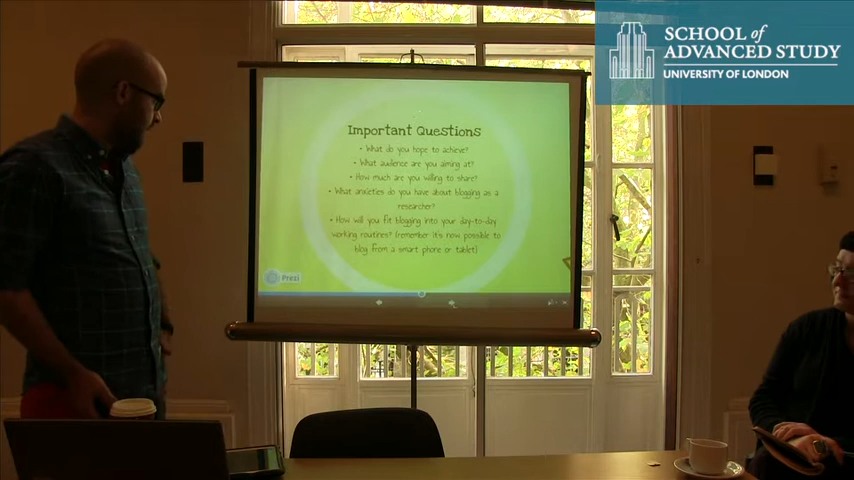 SCHOOL of
ADVANCED STUDY
UNIVERSITY OF LONDON
Important Questions
• What do you hope to achieve?
• What audience are you aiming at?
• How much are you willing to share?
• What anxieties do you have about blogging as a
researcher?
• How will you fit blogging into your day-to-day
working routines? (remember it's now possible to
blog from a smart phone or tablet)
Prezi